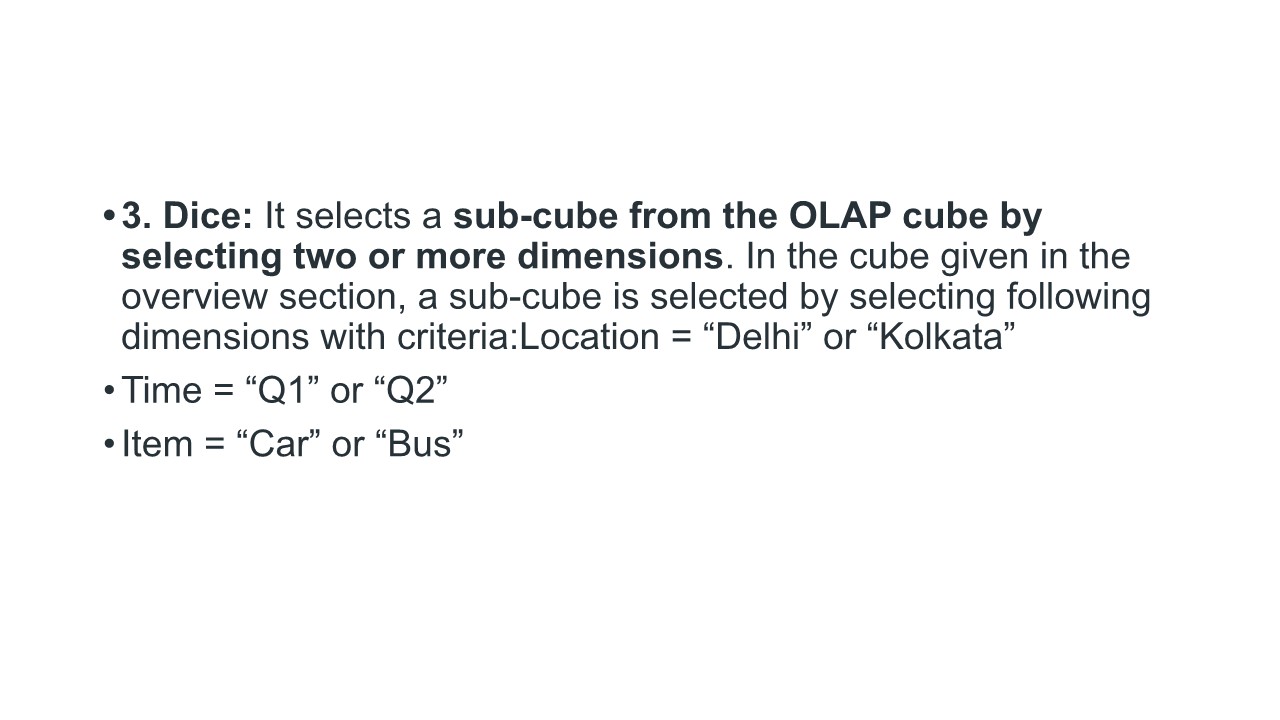 • 3. Dice: It selects a sub-cube from the OLAP cube by
selecting two or more dimensions. In the cube given in the
overview section, a sub-cube is selected by selecting following
dimensions with criteria:Location = “Delhi” or “Kolkata”
• Time = “Q1” or “Q2”
• Item = “Car” or “Bus”